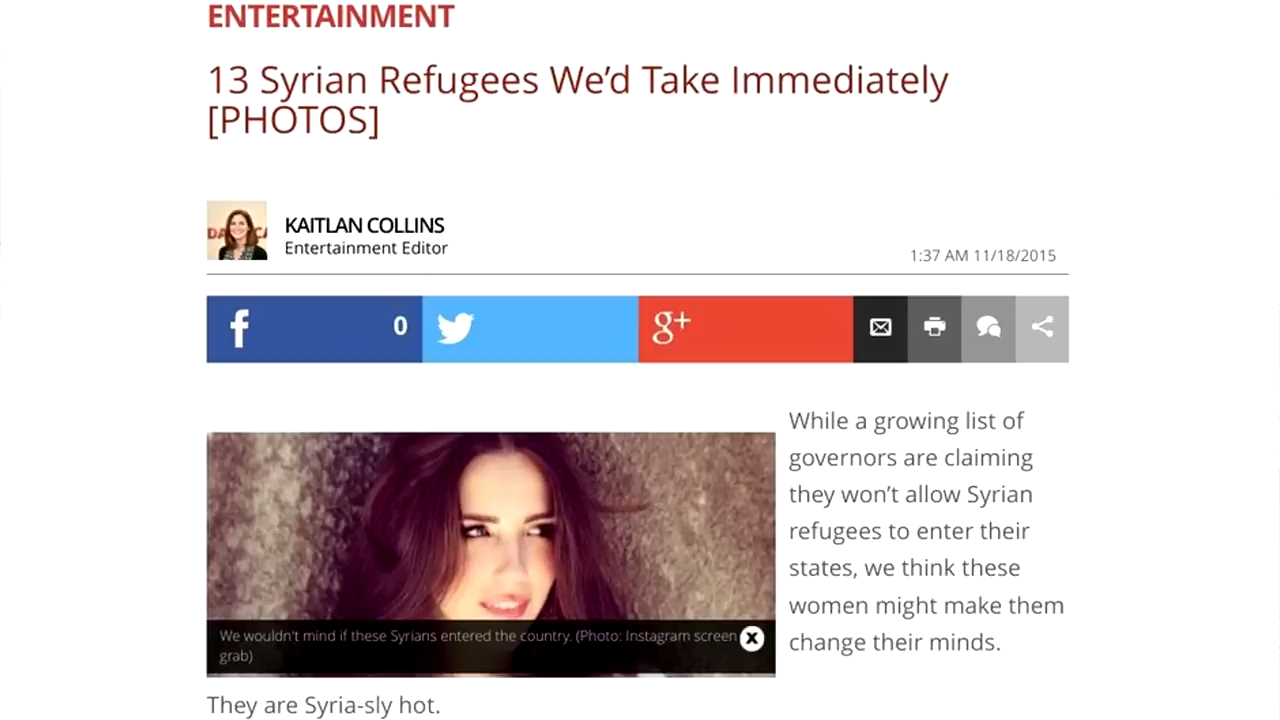 ENTERTAINMENT
13 Syrian Refugees We'd Take Immediately
[PHOTOS]
KAITLAN COLLINS
Entertainment Editor
1:37 AM 11/18/2015
f 0
g+
While a growing list of
governors are claiming
they won't allow Syrian
refugees to enter their
states, we think these
women might make them
change their minds.
We wouldn't mind if these Syrians entered the country. (Photo: Instagram screen
grab)
They are Syria-sly hot.